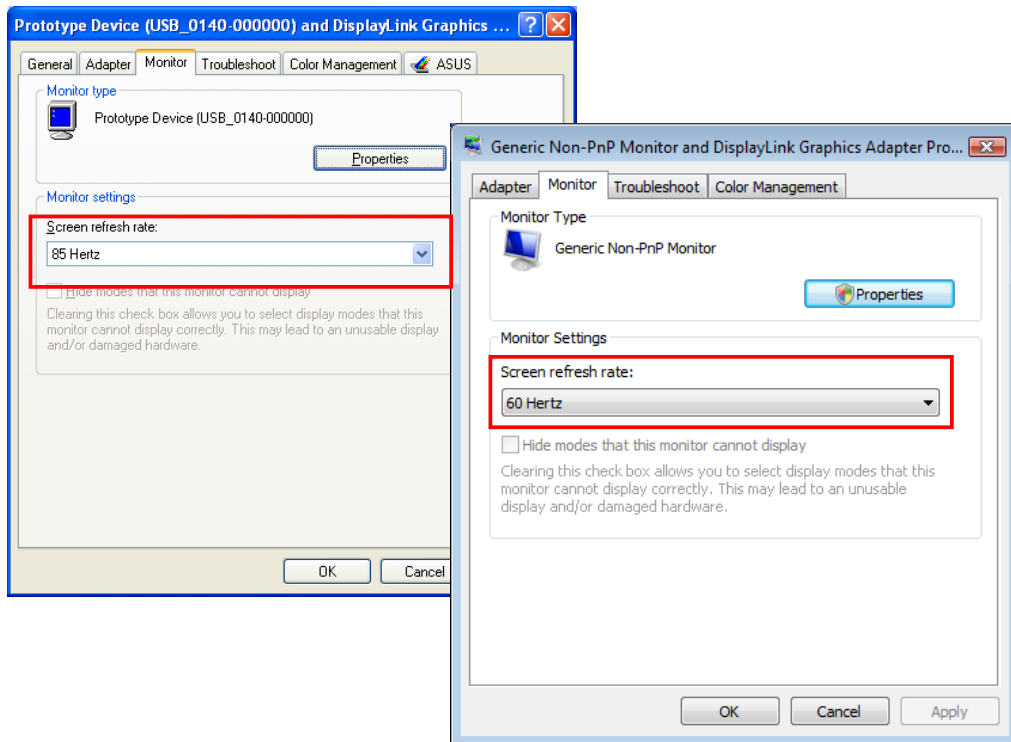 Prototype Device (USB_0140-000000) and DisplayLink Graphics ...
General Adapter Monitor Troubleshoot Color Management ASUS
Monitor type
Prototype Device (USB_0140-000000)
Properties
Monitor settings
Screen refresh rate:
85 Hertz
Hide modes that this monitor cannot display
Clearing this check box allows you to select display modes that this
monitor cannot display correctly. This may lead to an unusable display
and/or damaged hardware.
OK Cancel
Generic Non-PnP Monitor and DisplayLink Graphics Adapter Pro...
Adapter Monitor Troubleshoot Color Management
Monitor Type
Generic Non-PnP Monitor
Properties
Monitor Settings
Screen refresh rate:
60 Hertz
Hide modes that this monitor cannot display
Clearing this check box allows you to select display modes that this
monitor cannot display correctly. This may lead to an unusable
display and/or damaged hardware.
OK Cancel Apply